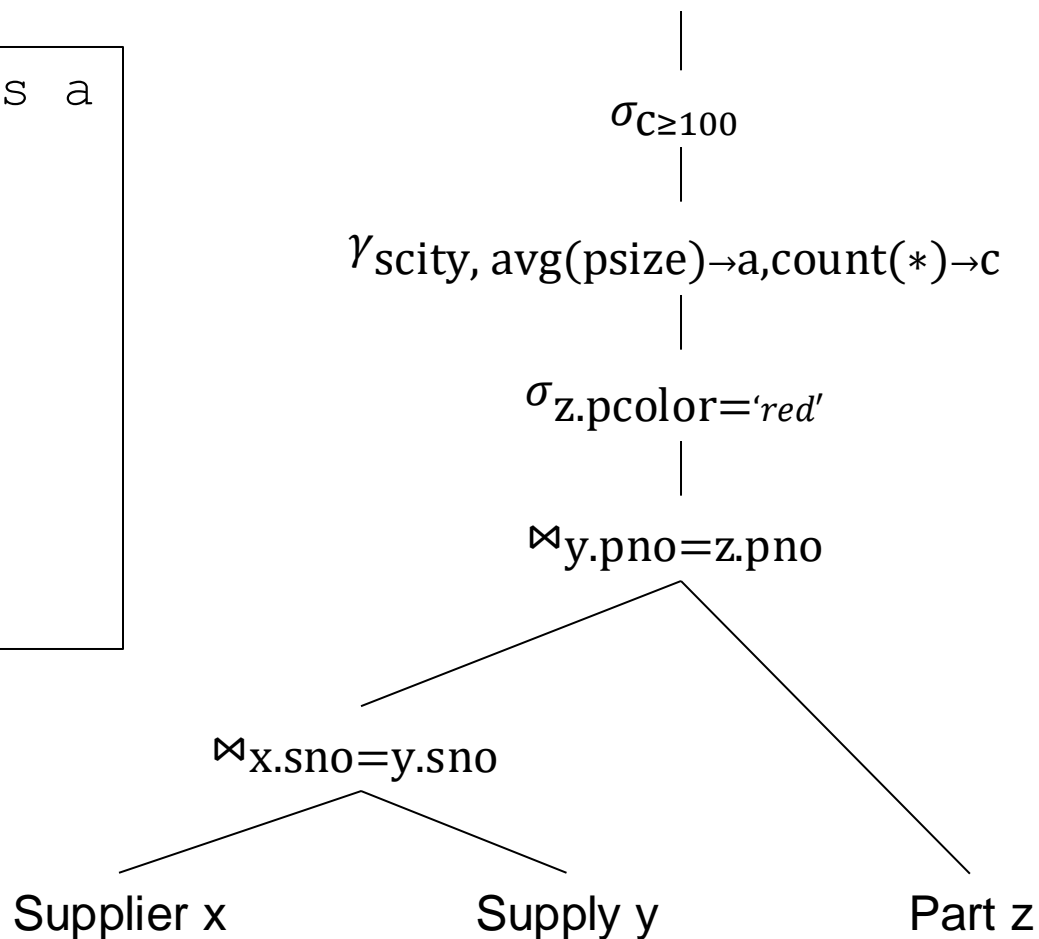 s a
σC≥100
γscity, avg(psize)→a,count(∗)→c
σz.pcolor=‘red′
⋈y.pno=z.pno
⋈x.sno=y.sno
Supplier x Supply y Part z